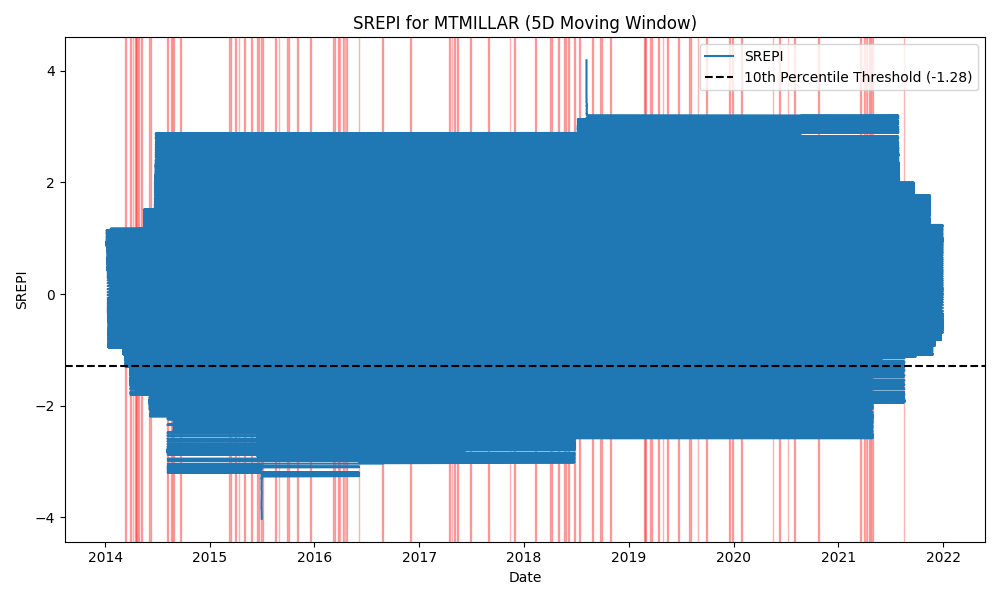 SREPI for MTMILLAR (5D Moving Window)
SREPI
10th Percentile Threshold (-1.28)
4
2
0
−2
−4
SREPI
2014 2015 2016 2017 2018 2019 2020 2021 2022
Date